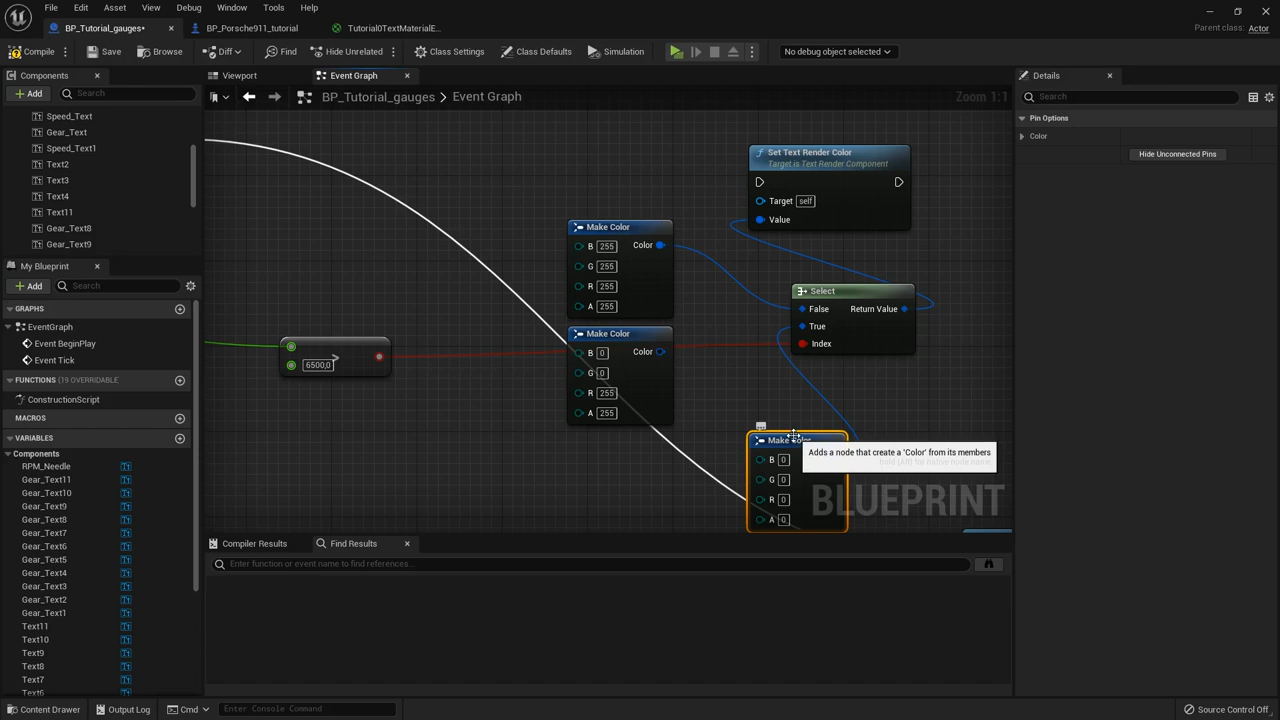 File Edit Asset View Debug Window Tools Help
BP_Tutorial_gauges* BP_Porsche911_tutorial Tutorial0TextMaterialE...
Parent class: Actor
Compile Save Browse Diff Find Hide Unrelated Class Settings Class Defaults Simulation No debug object selected
Components
Viewport Event Graph
Details
Add Search
BP_Tutorial_gauges Event Graph Zoom 1:1
Search
Speed_Text
Gear_Text
Speed_Text1
Text2
Text3
Text4
Text11
Gear_Text8
Gear_Text9
Pin Options
Color
Hide Unconnected Pins
Set Text Render Color
Target is Text Render Component
Target self
Value
Make Color
B 255 Color
G 255
R 255
A 255
Select
False Return Value
True
Index
Make Color
B 0 Color
G 0
R 255
A 255
>
6500,0
Make Color
Adds a node that create a 'Color' from its members
hold (Alt) for native node name
B 0
G 0
R 0
A 0
BLUEPRINT
My Blueprint
Add Search
GRAPHS
EventGraph
Event BeginPlay
Event Tick
FUNCTIONS (19 OVERRIDABLE)
ConstructionScript
MACROS
VARIABLES
Components
RPM_Needle
Gear_Text11
Gear_Text10
Gear_Text9
Gear_Text8
Gear_Text7
Gear_Text6
Gear_Text5
Gear_Text4
Gear_Text3
Gear_Text2
Gear_Text1
Text11
Text10
Text9
Text8
Text7
Text6
Compiler Results Find Results
Enter function or event name to find references...
Content Drawer Output Log Cmd Enter Console Command Source Control Off